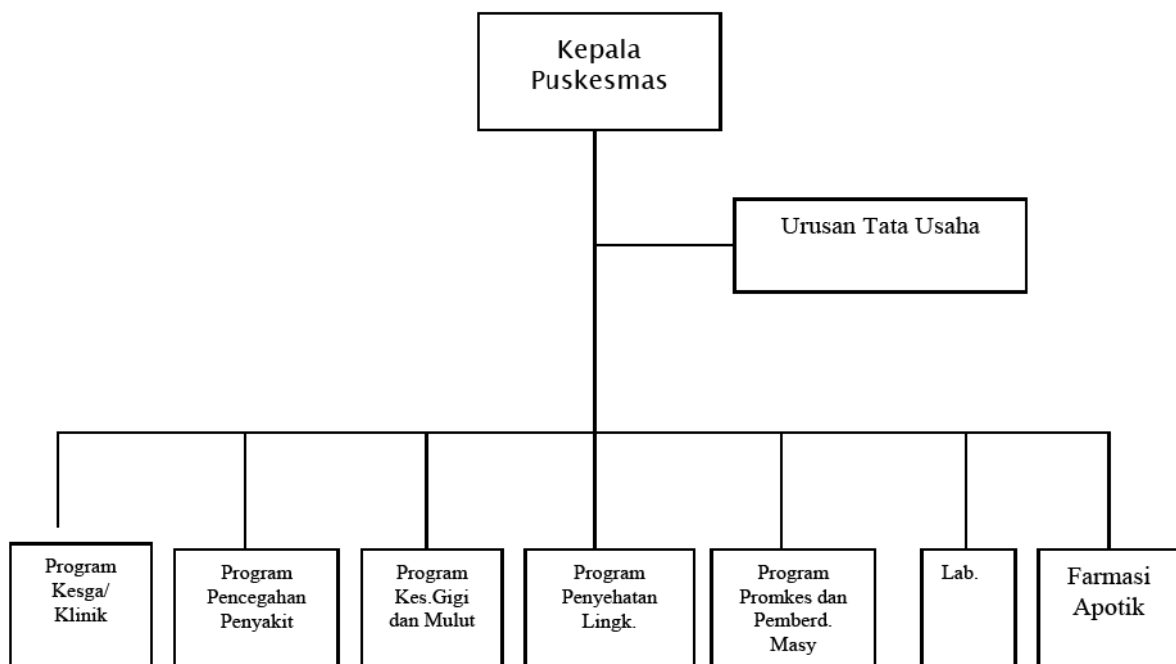 Kepala
Puskesmas
Urusan Tata Usaha
Program
Kesga/
Klinik
Program
Pencegahan
Penyakit
Program
Kes.Gigi
dan Mulut
Program
Penyehatan
Lingk.
Program
Promkes dan
Pemberd.
Masy
Lab.
Farmasi
Apotik